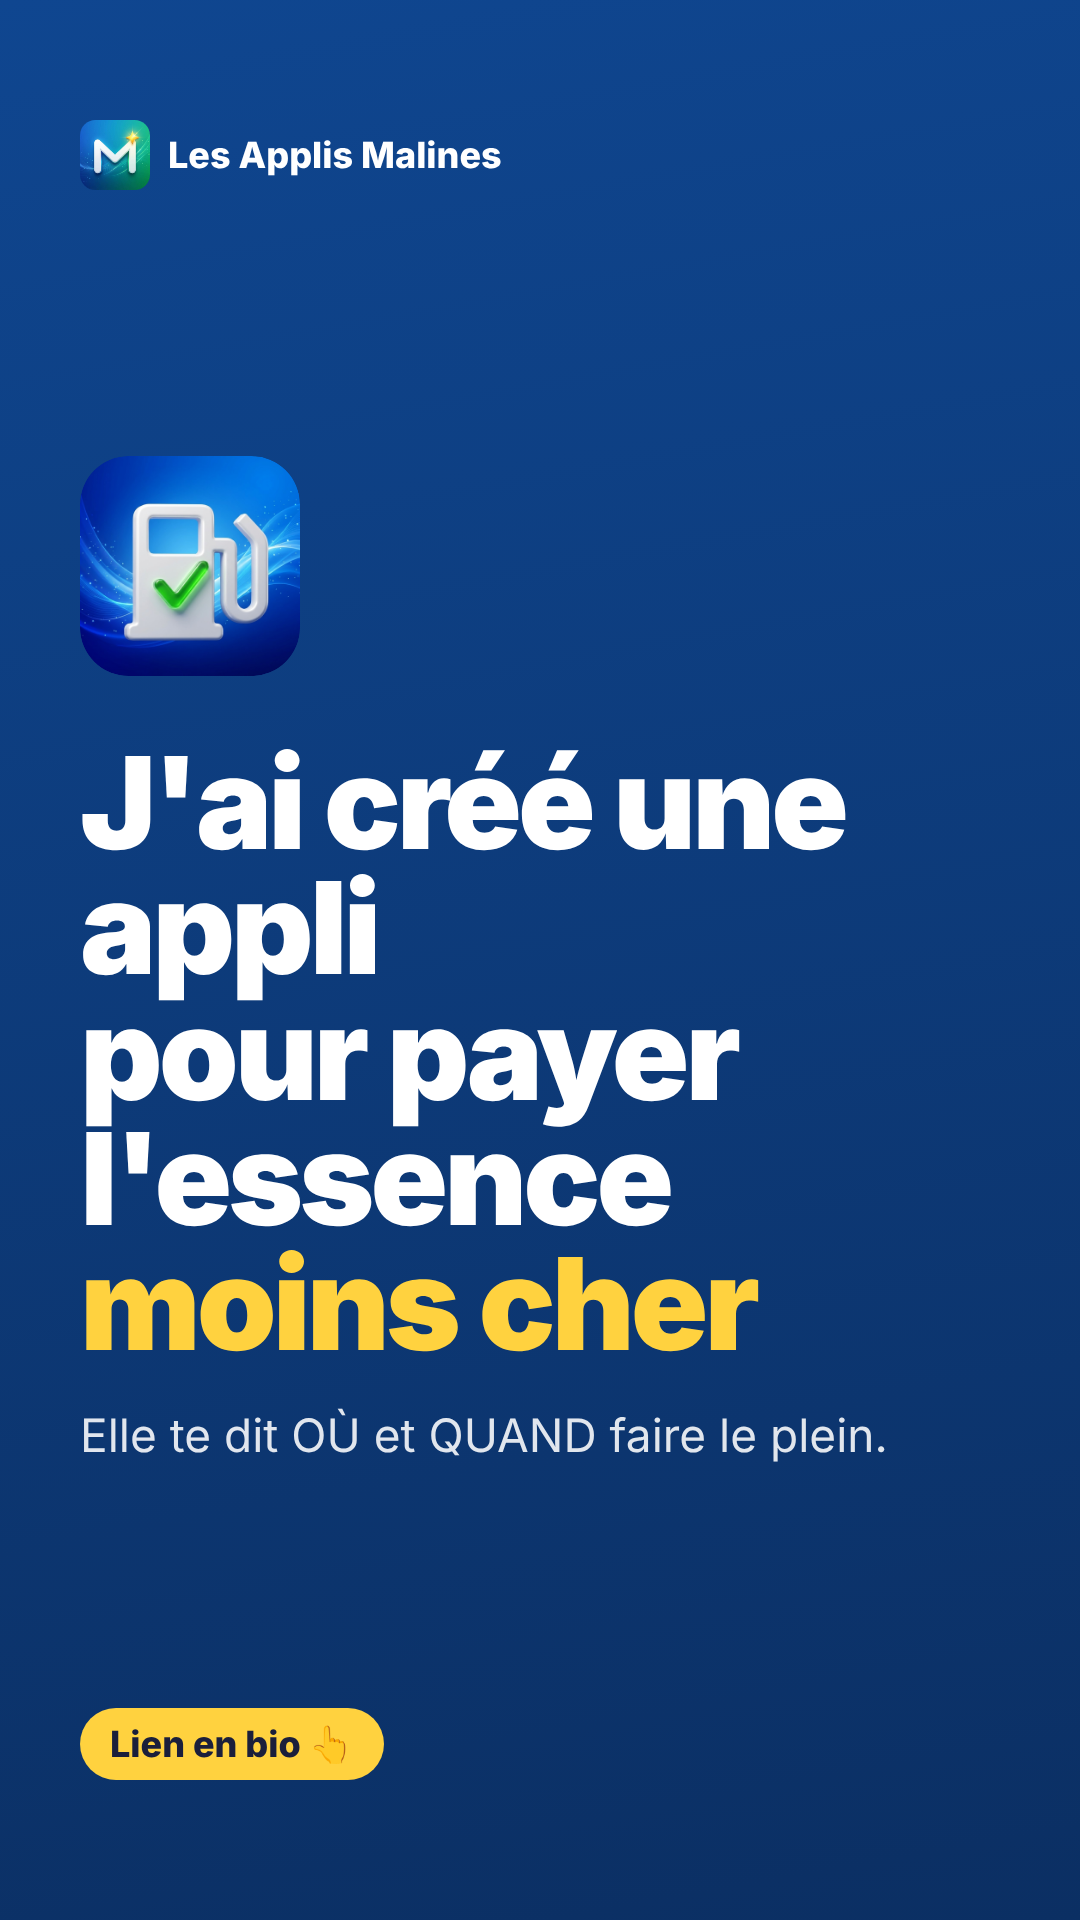 Les Applis Malines
J'ai créé une
appli
pour payer
l'essence
moins cher
Elle te dit OÙ et QUAND faire le plein.
Lien en bio 👆